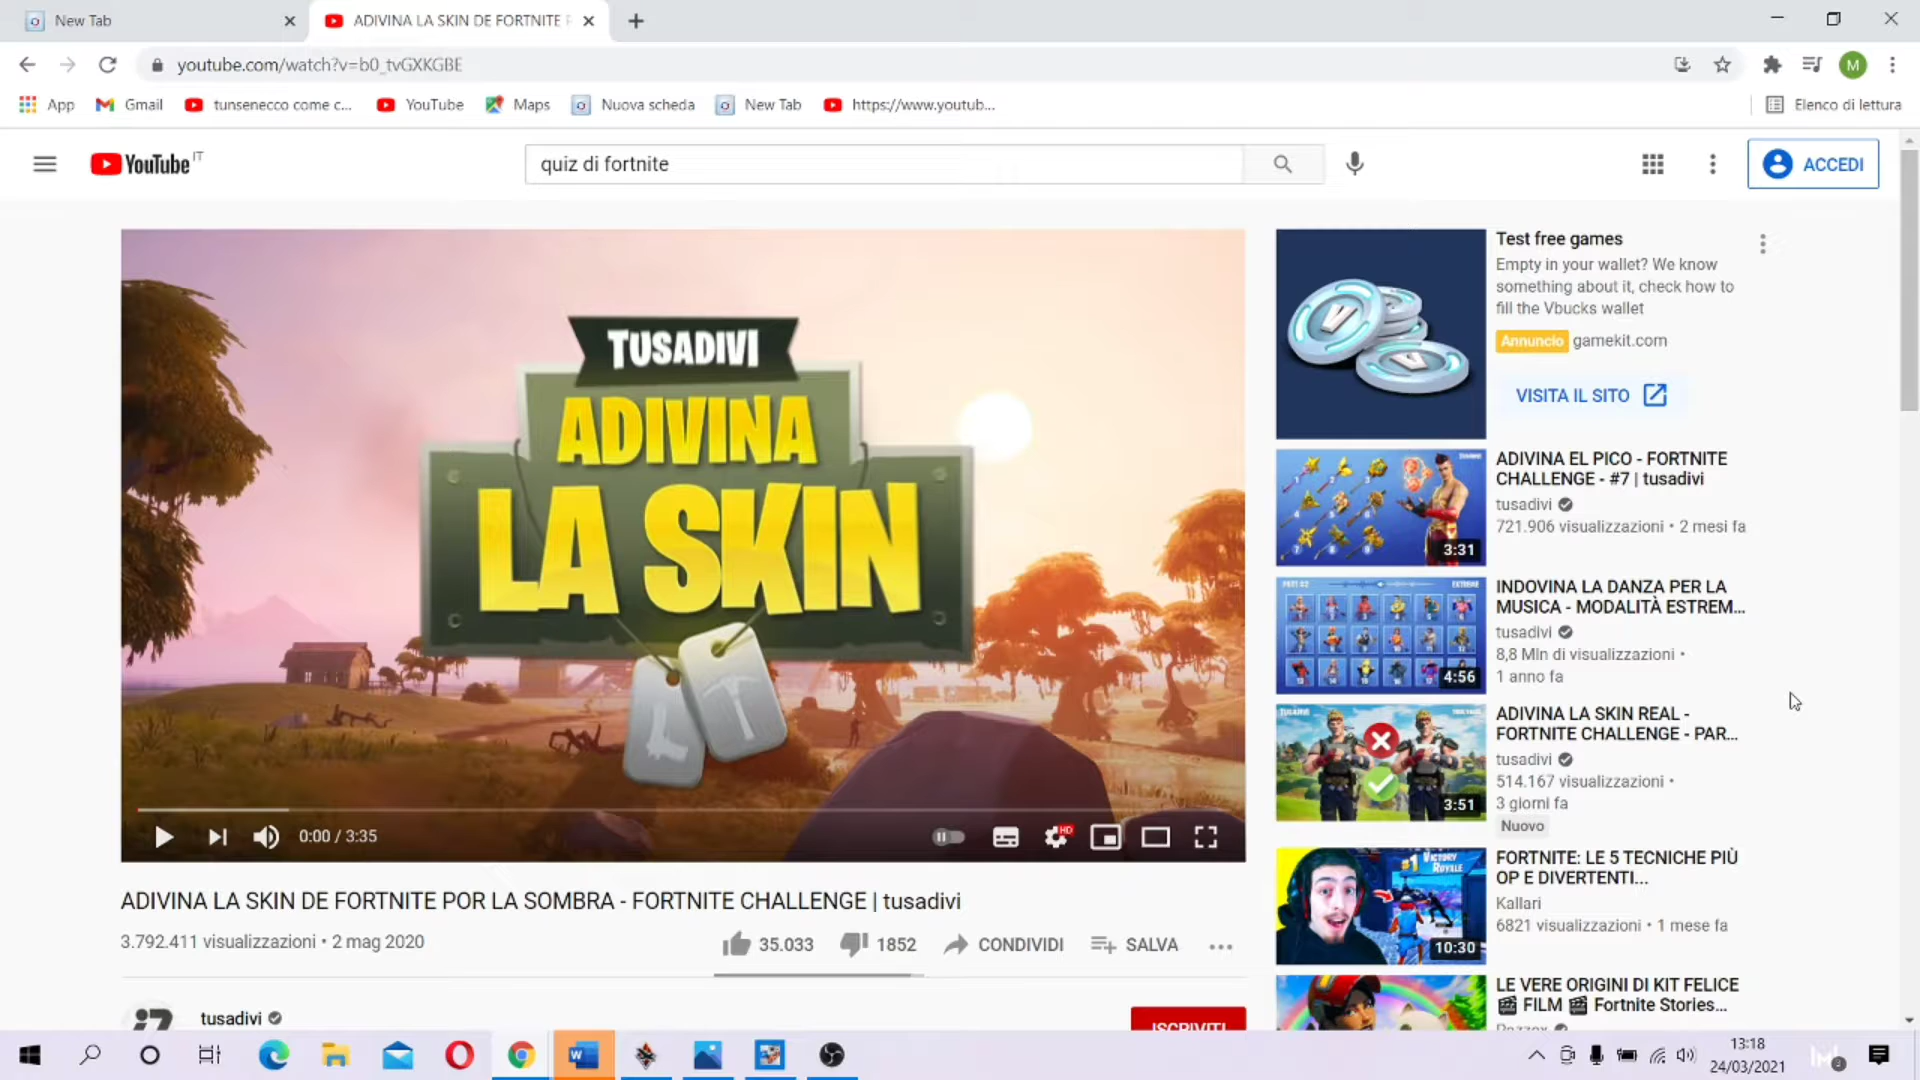 New Tab
ADIVINA LA SKIN DE FORTNITE P
youtube.com/watch?v=b0_tvGXKGBE
M
App
Gmail
tunsenecco come c...
YouTube
Maps
Nuova scheda
New Tab
https://www.youtub...
Elenco di lettura
YouTube IT
quiz di fortnite
ACCEDI
TUSADIVI
ADIVINA
LA SKIN
0:00 / 3:35
HD
ADIVINA LA SKIN DE FORTNITE POR LA SOMBRA - FORTNITE CHALLENGE | tusadivi
3.792.411 visualizzazioni • 2 mag 2020
35.033
1852
CONDIVIDI
SALVA
tusadivi
ISCRIVITI
Test free games
Empty in your wallet? We know
something about it, check how to
fill the Vbucks wallet
Annuncio gamekit.com
VISITA IL SITO
3:31
ADIVINA EL PICO - FORTNITE
CHALLENGE - #7 | tusadivi
tusadivi
721.906 visualizzazioni • 2 mesi fa
4:56
INDOVINA LA DANZA PER LA
MUSICA - MODALITÀ ESTREM...
tusadivi
8,8 Mln di visualizzazioni •
1 anno fa
3:51
ADIVINA LA SKIN REAL -
FORTNITE CHALLENGE - PAR...
tusadivi
514.167 visualizzazioni •
3 giorni fa
Nuovo
#1 VICTORY
ROYALE
10:30
FORTNITE: LE 5 TECNICHE PIÙ
OP E DIVERTENTI...
Kallari
6821 visualizzazioni • 1 mese fa
LE VERE ORIGINI DI KIT FELICE
FILM Fortnite Stories...
13:18
24/03/2021